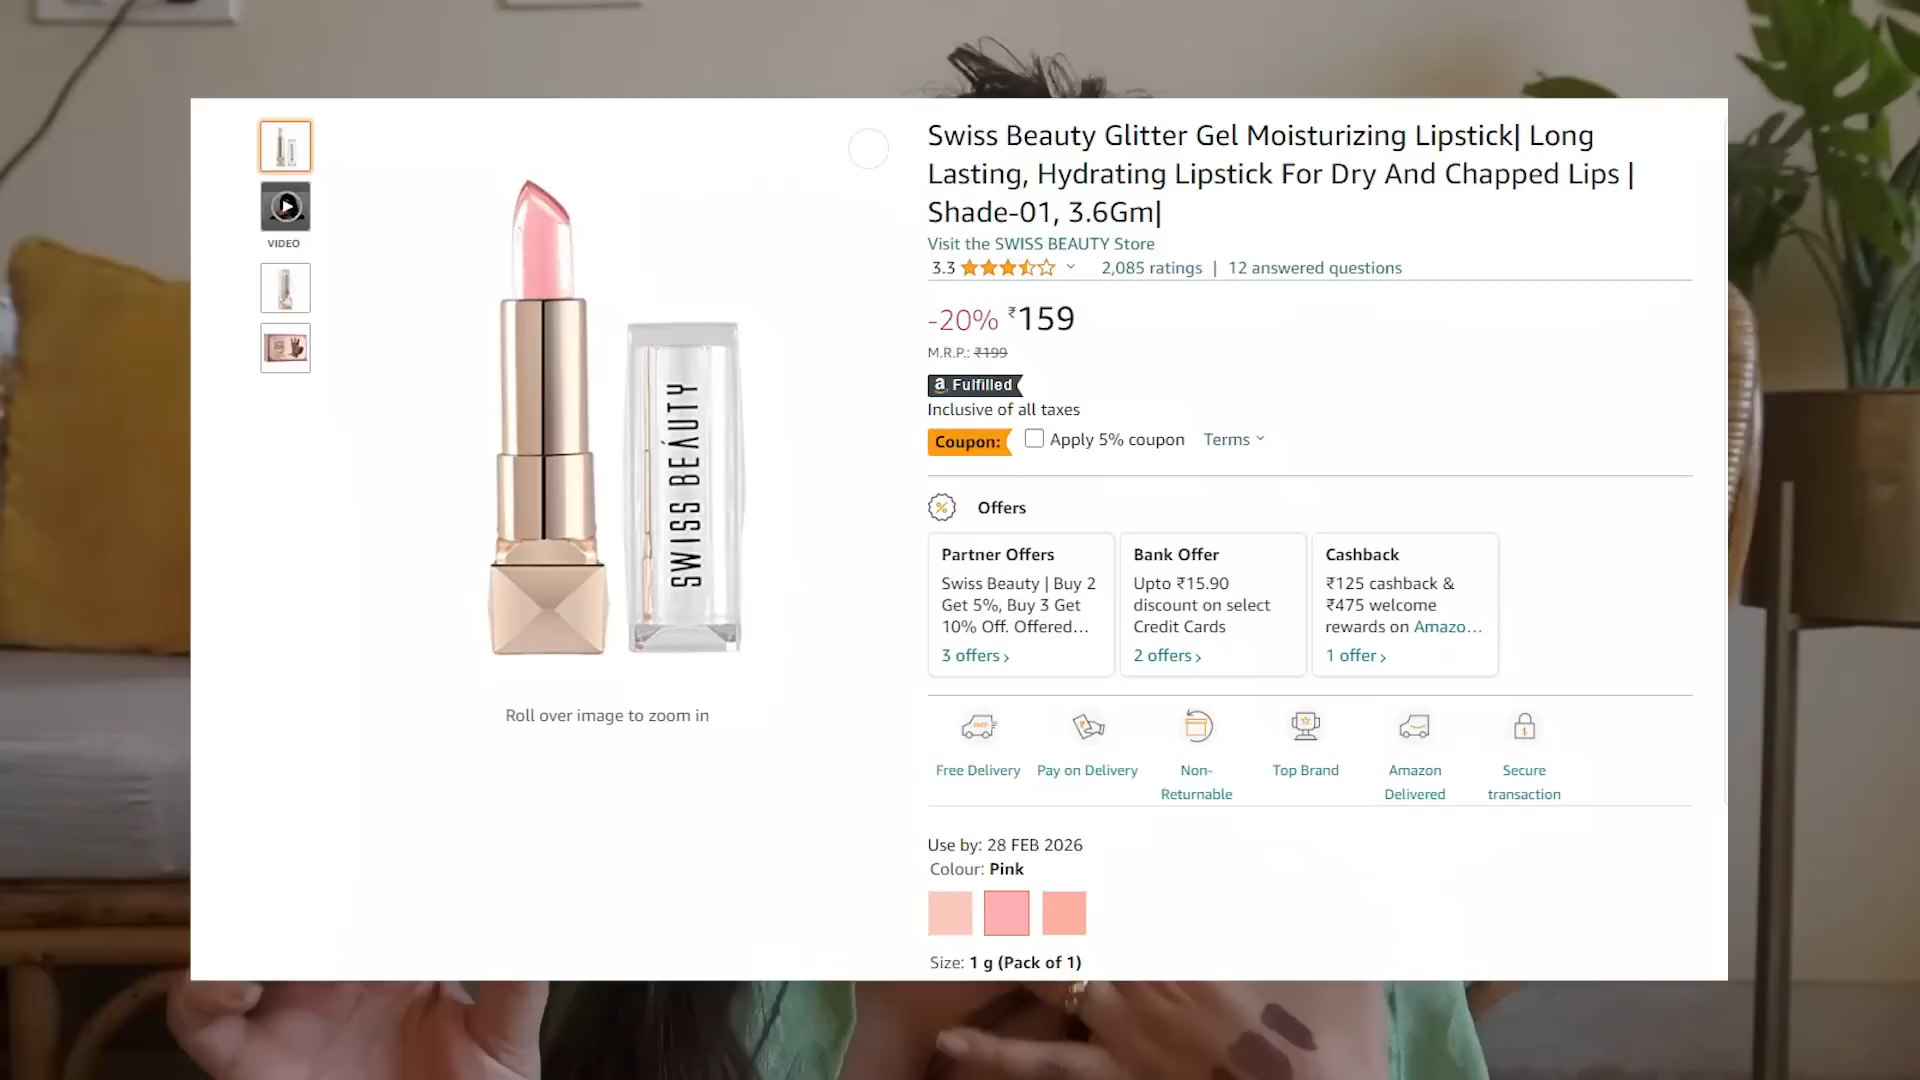 VIDEO
SWISS BEAUTY
Roll over image to zoom in
Swiss Beauty Glitter Gel Moisturizing Lipstick| Long
Lasting, Hydrating Lipstick For Dry And Chapped Lips |
Shade-01, 3.6Gm|
Visit the SWISS BEAUTY Store
3.3 2,085 ratings | 12 answered questions
-20% ₹159
M.R.P.: ₹199
a Fulfilled
Inclusive of all taxes
Coupon: Apply 5% coupon Terms
% Offers
Partner Offers
Swiss Beauty | Buy 2
Get 5%, Buy 3 Get
10% Off. Offered...
3 offers ›
Bank Offer
Upto ₹15.90
discount on select
Credit Cards
2 offers ›
Cashback
₹125 cashback &
₹475 welcome
rewards on Amazo...
1 offer ›
Free Delivery
Pay on Delivery
Non-
Returnable
Top Brand
Amazon
Delivered
Secure
transaction
Use by: 28 FEB 2026
Colour: Pink
Size: 1 g (Pack of 1)